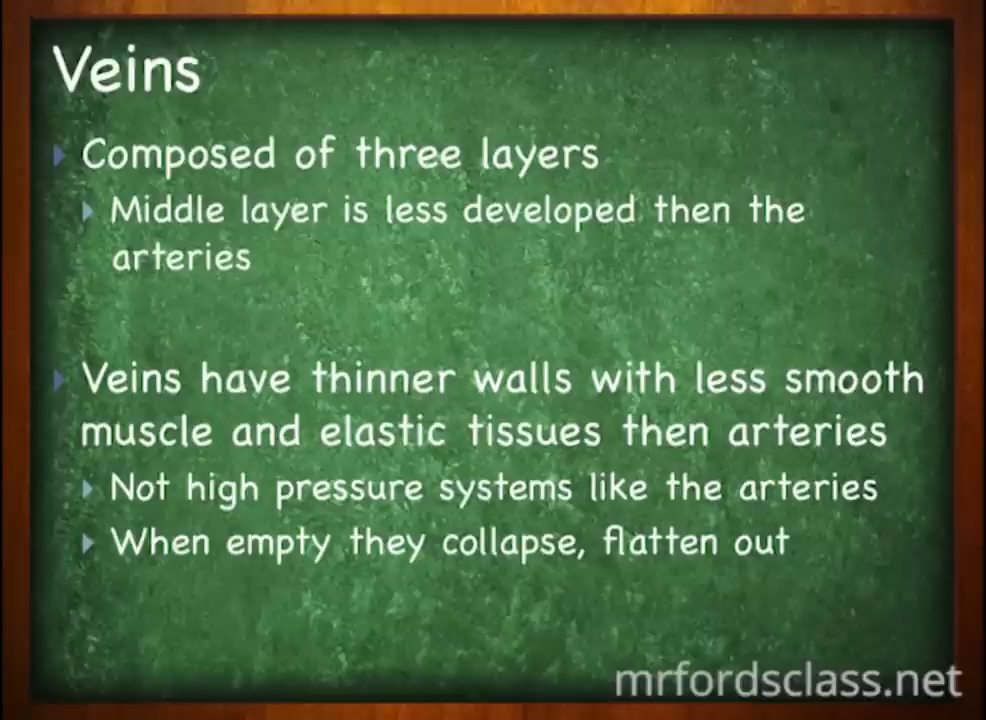 Veins
Composed of three layers
Middle layer is less developed then the
arteries
Veins have thinner walls with less smooth
muscle and elastic tissues then arteries
Not high pressure systems like the arteries
When empty they collapse, flatten out
mrfordsclass.net